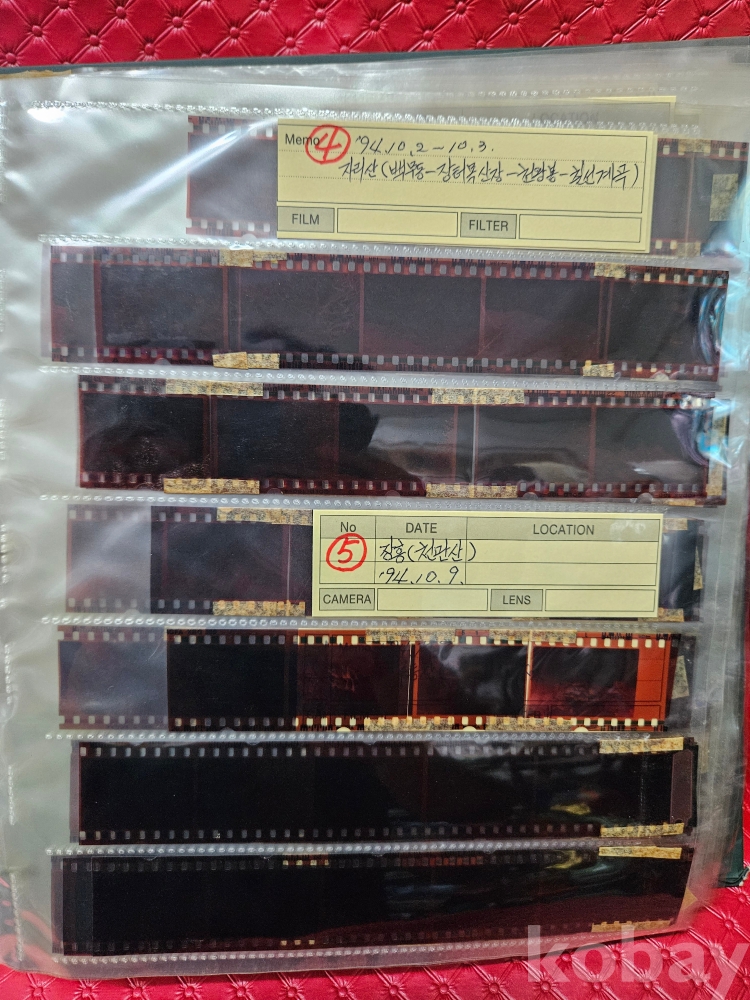 Memo ④ '94.10.2~10.3.
지리산(백무동-장터목산장-천왕봉-칠선계곡)
FILM FILTER
No DATE LOCATION
⑤ 장흥(천관산)
'94.10.9.
CAMERA LENS
kobay